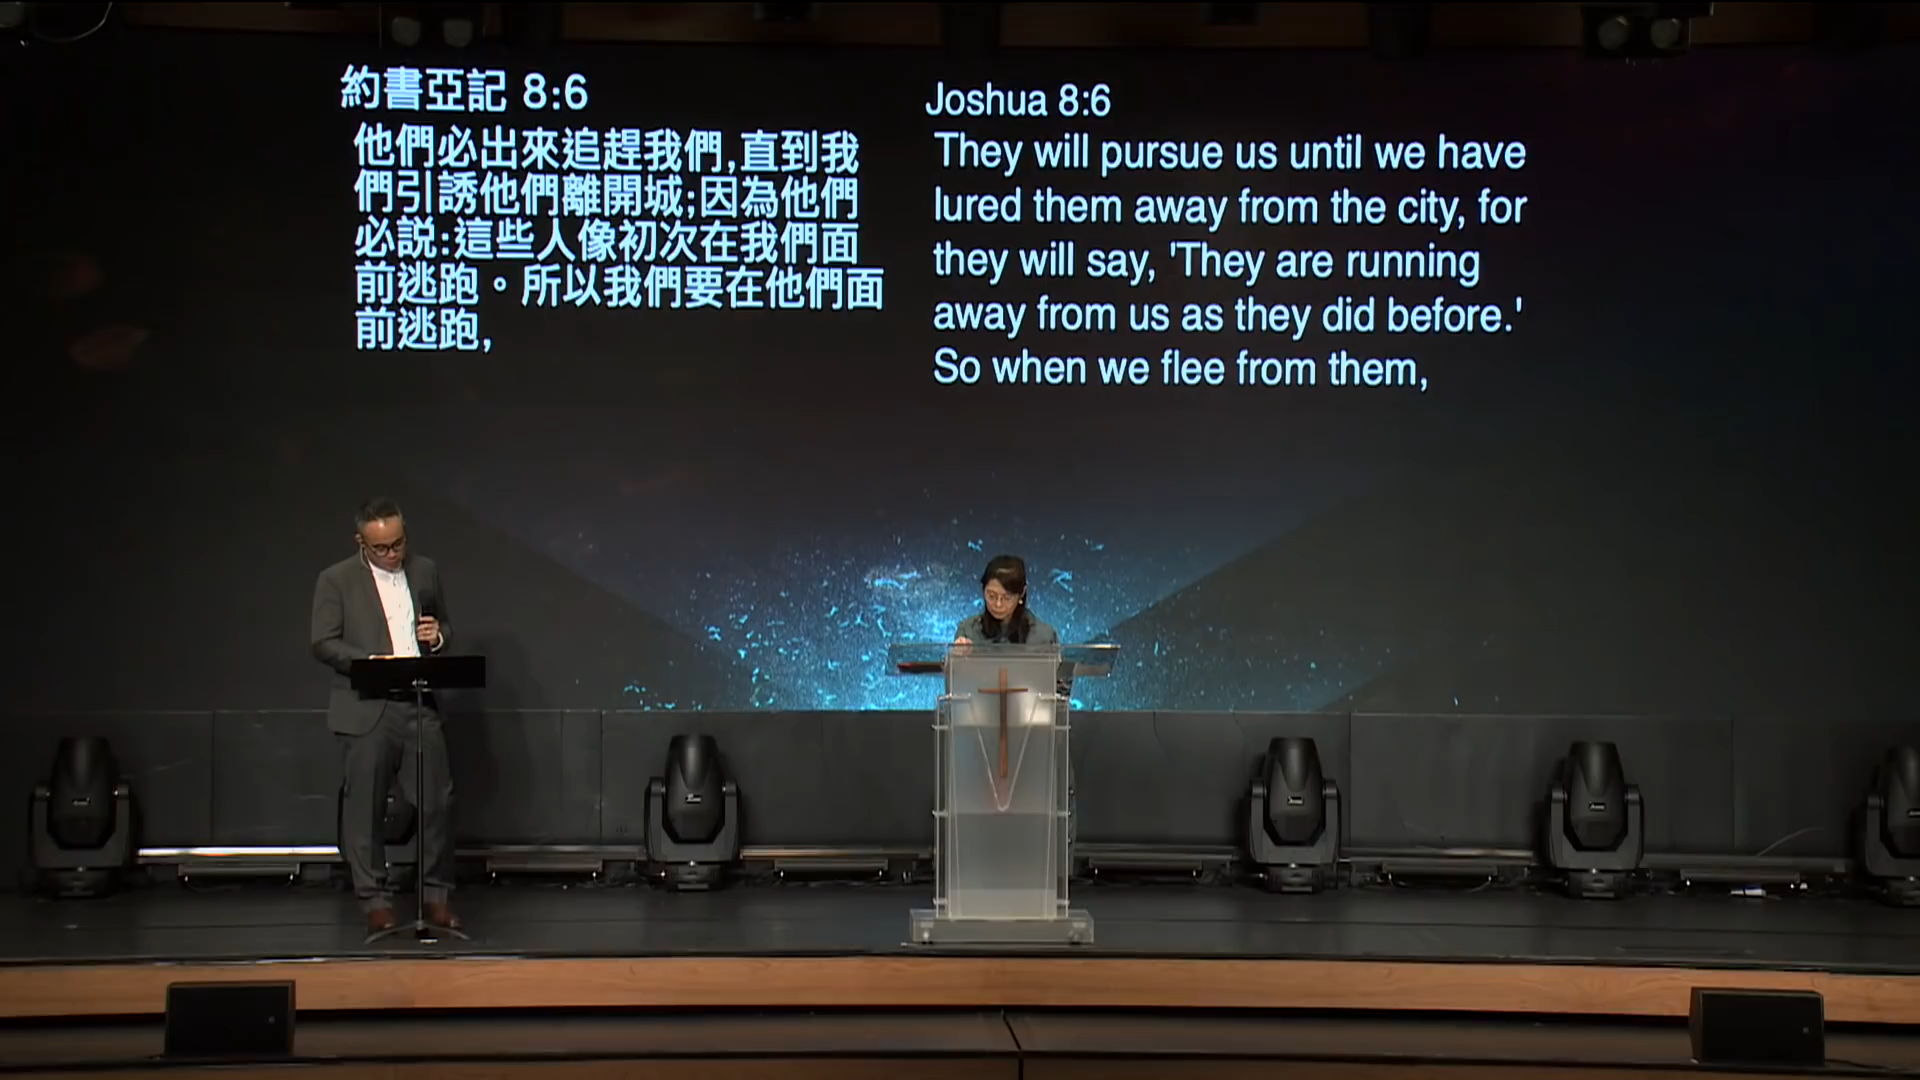 約書亞記 8:6
他們必出來追趕我們,直到我
們引誘他們離開城;因為他們
必説:這些人像初次在我們面
前逃跑。所以我們要在他們面
前逃跑,
Joshua 8:6
They will pursue us until we have
lured them away from the city, for
they will say, 'They are running
away from us as they did before.'
So when we flee from them,